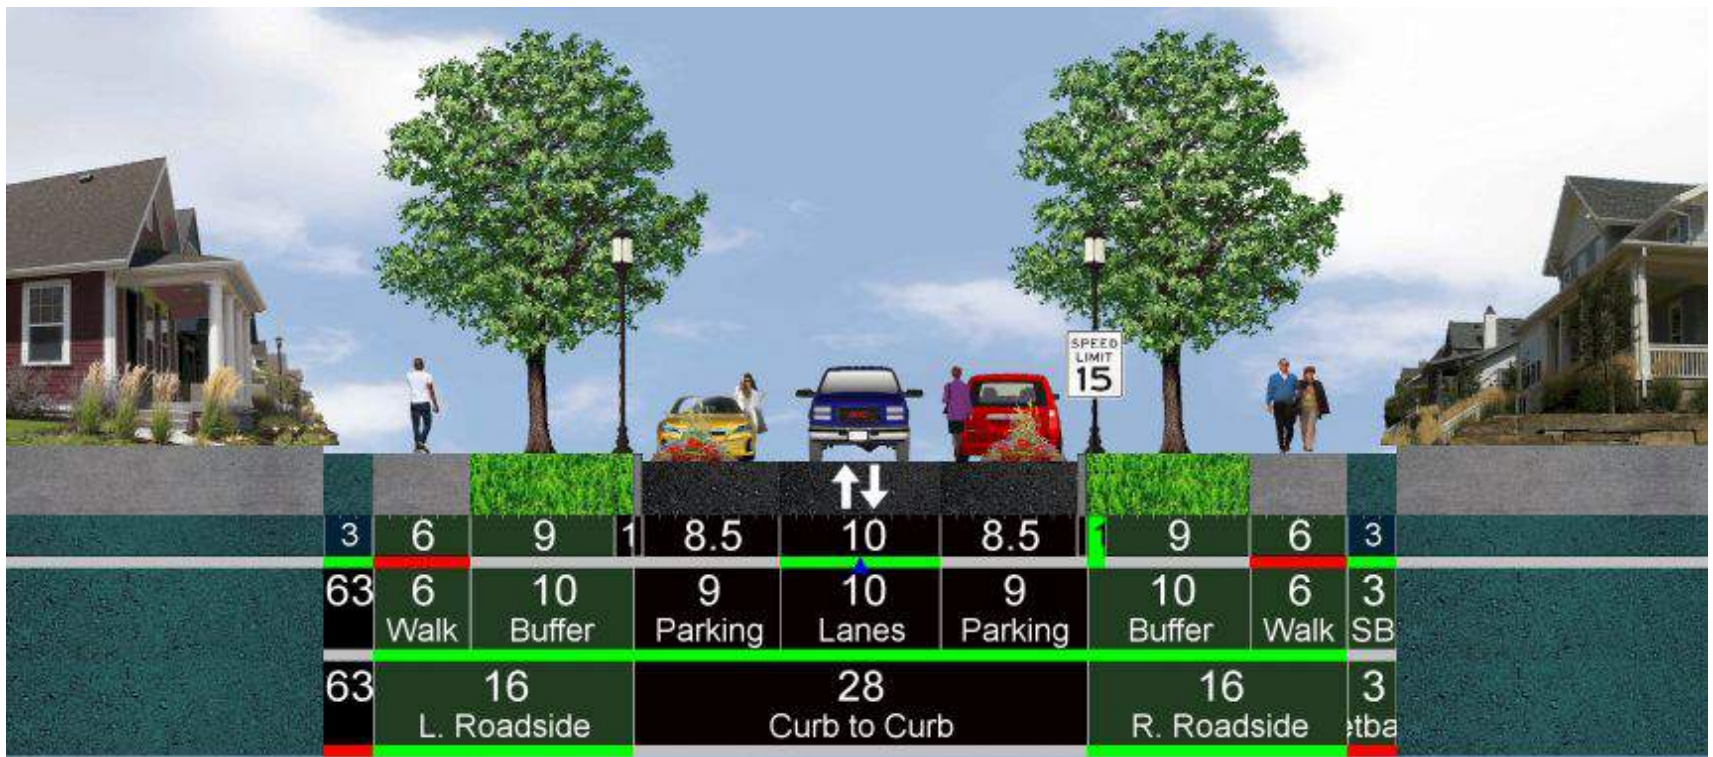 SPEED
LIMIT
15
3 6 9 1 8.5 10 8.5 1 9 6 3
63 6 10 9 10 9 10 6 3
Walk Buffer Parking Lanes Parking Buffer Walk SB
63 16 28 16 3
L. Roadside Curb to Curb R. Roadside etba